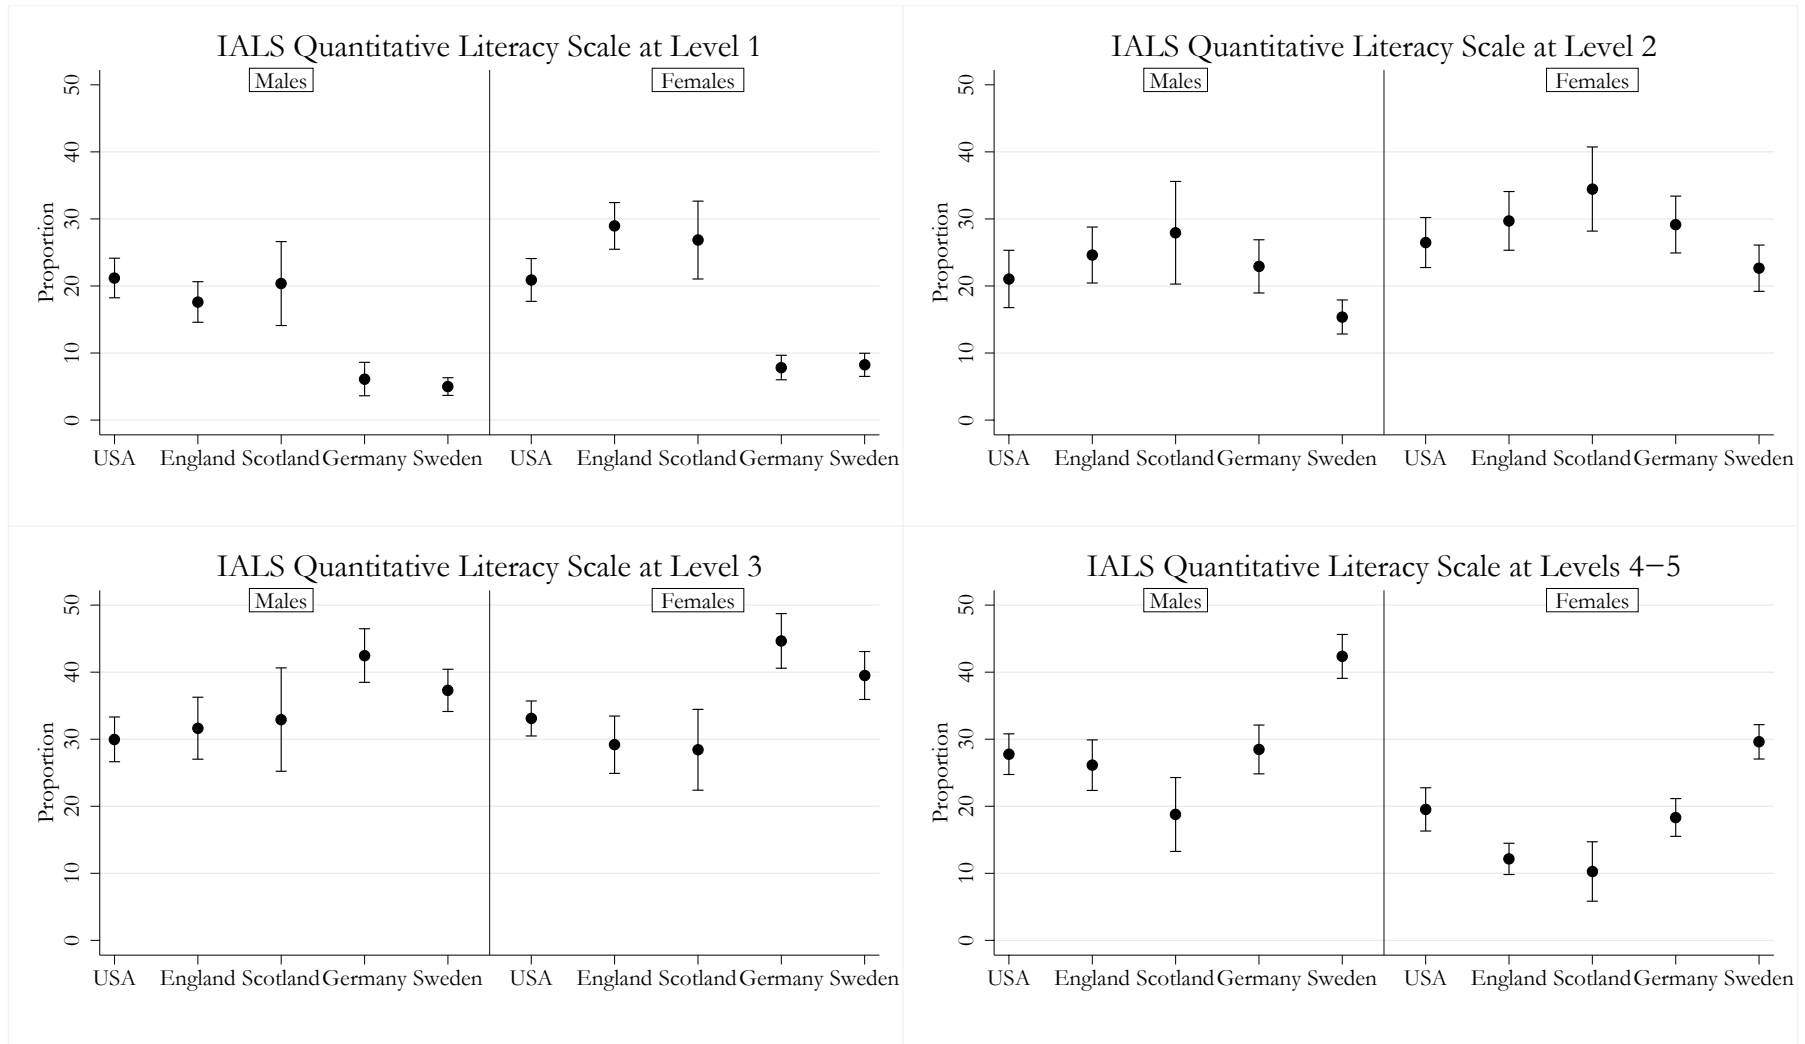 IALS Quantitative Literacy Scale at Level 1
Males
Females
Proportion
50
40
30
20
10
0
USA England Scotland Germany Sweden USA England Scotland Germany Sweden
IALS Quantitative Literacy Scale at Level 2
Males
Females
Proportion
50
40
30
20
10
0
USA England Scotland Germany Sweden USA England Scotland Germany Sweden
IALS Quantitative Literacy Scale at Level 3
Males
Females
Proportion
50
40
30
20
10
0
USA England Scotland Germany Sweden USA England Scotland Germany Sweden
IALS Quantitative Literacy Scale at Levels 4−5
Males
Females
Proportion
50
40
30
20
10
0
USA England Scotland Germany Sweden USA England Scotland Germany Sweden